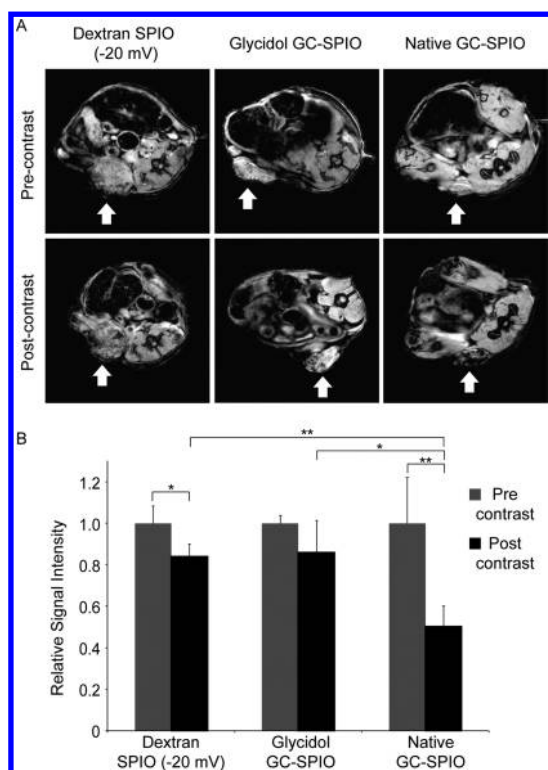 A
Dextran SPIO
(-20 mV)
Glycidol GC-SPIO
Native GC-SPIO
Pre-contrast
Post-contrast
B
**
*
*
**
Relative Signal Intensity
1.2
1.0
0.8
0.6
0.4
0.2
0
Pre
contrast
Post
contrast
Dextran
SPIO (-20 mV)
Glycidol
GC-SPIO
Native
GC-SPIO